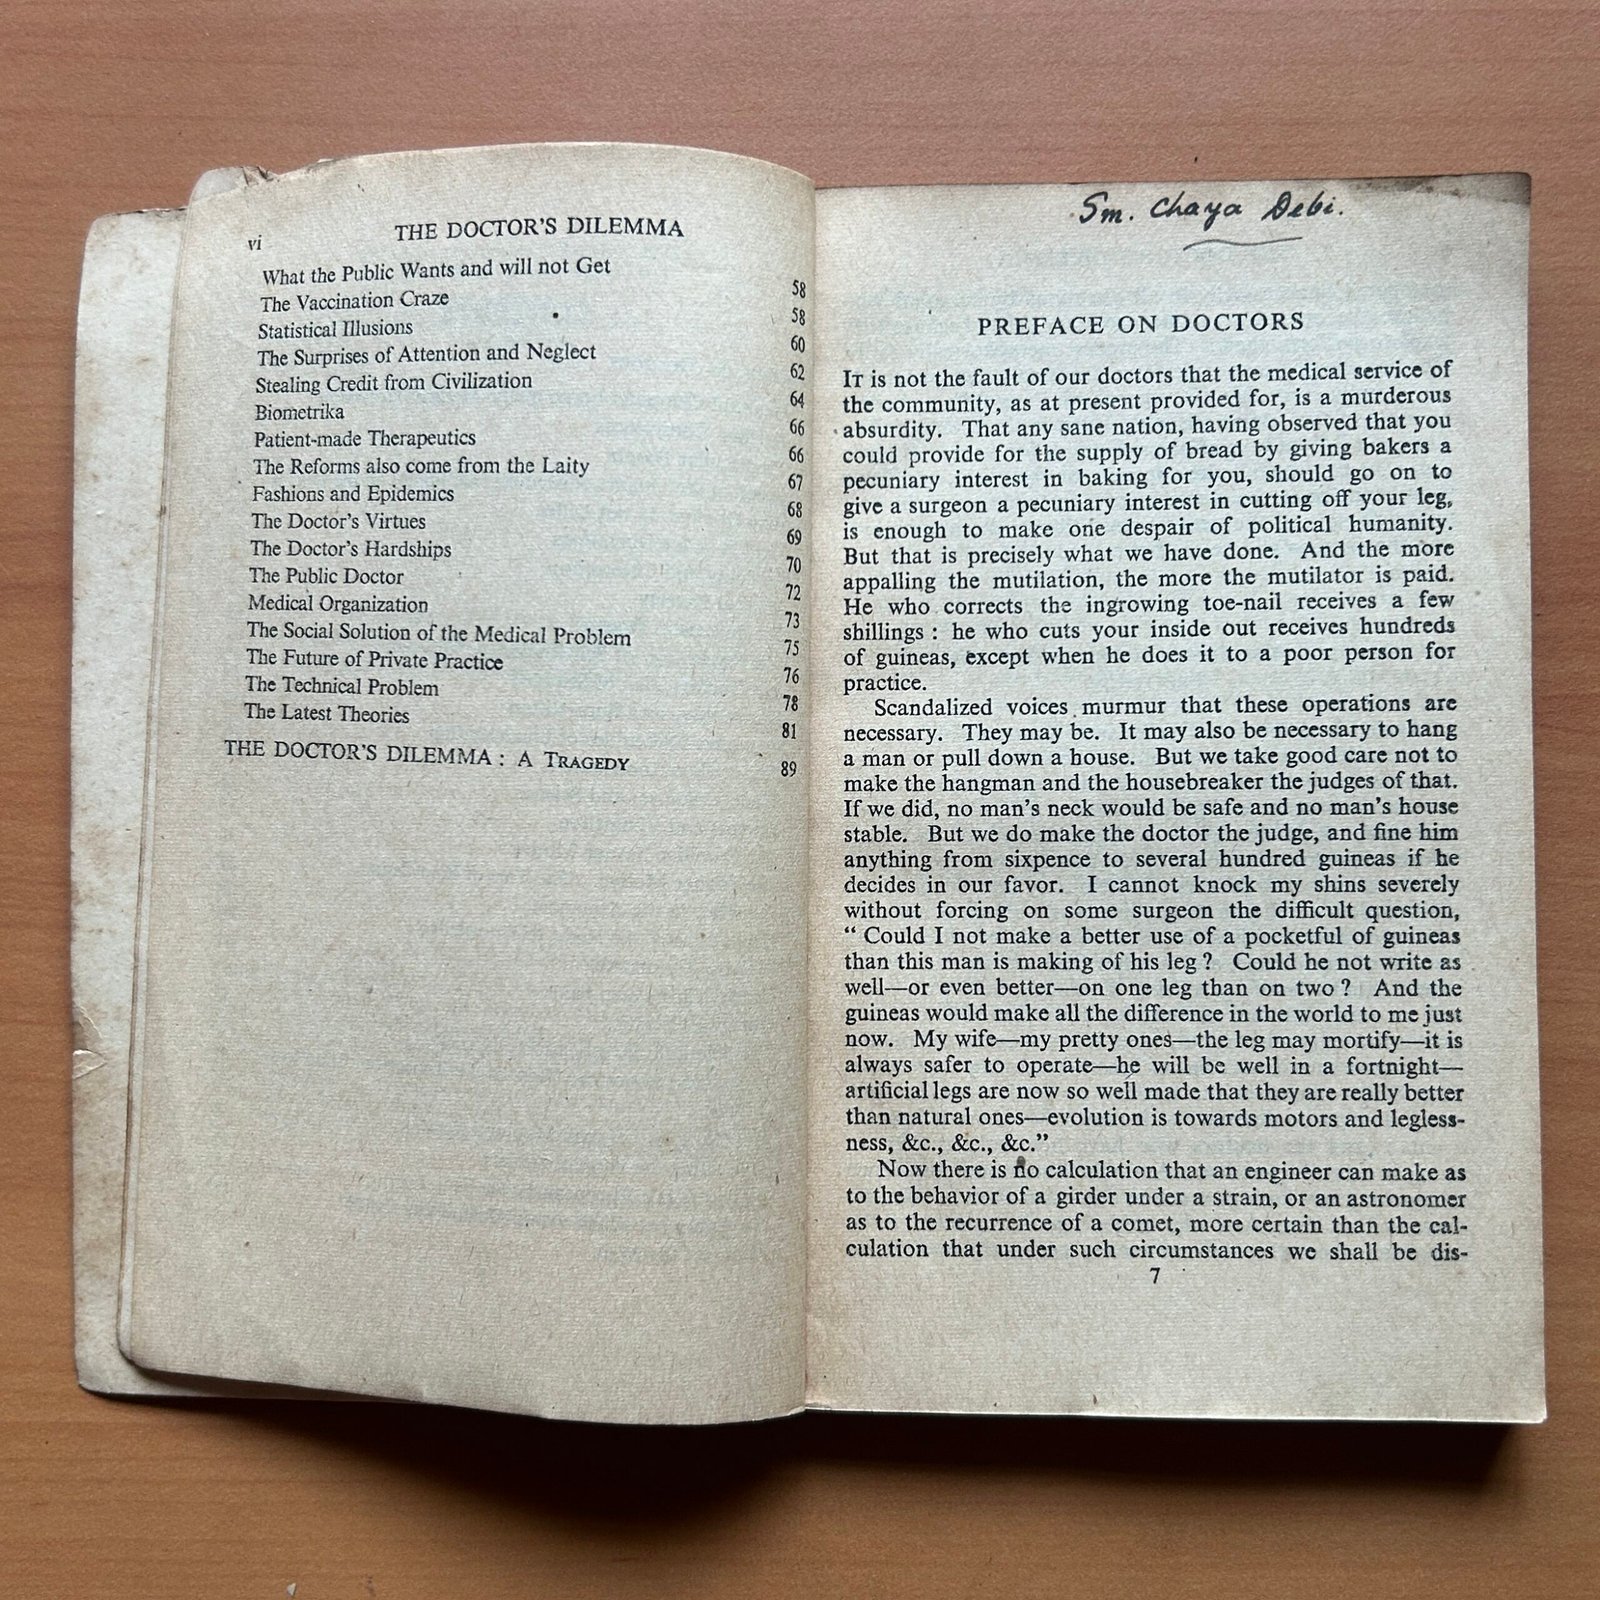 vi
THE DOCTOR'S DILEMMA
What the Public Wants and will not Get 58
The Vaccination Craze 58
Statistical Illusions 60
The Surprises of Attention and Neglect 62
Stealing Credit from Civilization 64
Biometrika 66
Patient-made Therapeutics 66
The Reforms also come from the Laity 67
Fashions and Epidemics 68
The Doctor's Virtues 69
The Doctor's Hardships 70
The Public Doctor 72
Medical Organization 73
The Social Solution of the Medical Problem 75
The Future of Private Practice 76
The Technical Problem 78
The Latest Theories 81
THE DOCTOR'S DILEMMA : A TRAGEDY 89
Sm. Chaya Debi.
PREFACE ON DOCTORS
IT is not the fault of our doctors that the medical service of
the community, as at present provided for, is a murderous
absurdity. That any sane nation, having observed that you
could provide for the supply of bread by giving bakers a
pecuniary interest in baking for you, should go on to
give a surgeon a pecuniary interest in cutting off your leg,
is enough to make one despair of political humanity.
But that is precisely what we have done. And the more
appalling the mutilation, the more the mutilator is paid.
He who corrects the ingrowing toe-nail receives a few
shillings : he who cuts your inside out receives hundreds
of guineas, except when he does it to a poor person for
practice.
Scandalized voices murmur that these operations are
necessary. They may be. It may also be necessary to hang
a man or pull down a house. But we take good care not to
make the hangman and the housebreaker the judges of that.
If we did, no man's neck would be safe and no man's house
stable. But we do make the doctor the judge, and fine him
anything from sixpence to several hundred guineas if he
decides in our favor. I cannot knock my shins severely
without forcing on some surgeon the difficult question,
“ Could I not make a better use of a pocketful of guineas
than this man is making of his leg ? Could he not write as
well—or even better—on one leg than on two ? And the
guineas would make all the difference in the world to me just
now. My wife—my pretty ones—the leg may mortify—it is
always safer to operate—he will be well in a fortnight—
artificial legs are now so well made that they are really better
than natural ones—evolution is towards motors and legless-
ness, &c., &c., &c.”
Now there is no calculation that an engineer can make as
to the behavior of a girder under a strain, or an astronomer
as to the recurrence of a comet, more certain than the cal-
culation that under such circumstances we shall be dis-
7